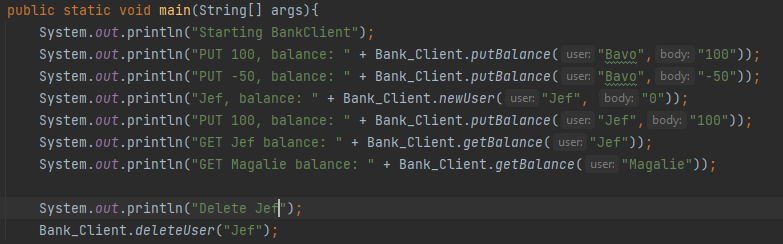 public static void main(String[] args){
System.out.println("Starting BankClient");
System.out.println("PUT 100, balance: " + Bank_Client.putBalance( user: "Bavo", body: "100"));
System.out.println("PUT -50, balance: " + Bank_Client.putBalance( user: "Bavo", body: "-50"));
System.out.println("Jef, balance: " + Bank_Client.newUser( user: "Jef", body: "0"));
System.out.println("PUT 100, balance: " + Bank_Client.putBalance( user: "Jef", body: "100"));
System.out.println("GET Jef balance: " + Bank_Client.getBalance( user: "Jef"));
System.out.println("GET Magalie balance: " + Bank_Client.getBalance( user: "Magalie"));
System.out.println("Delete Jef");
Bank_Client.deleteUser("Jef");